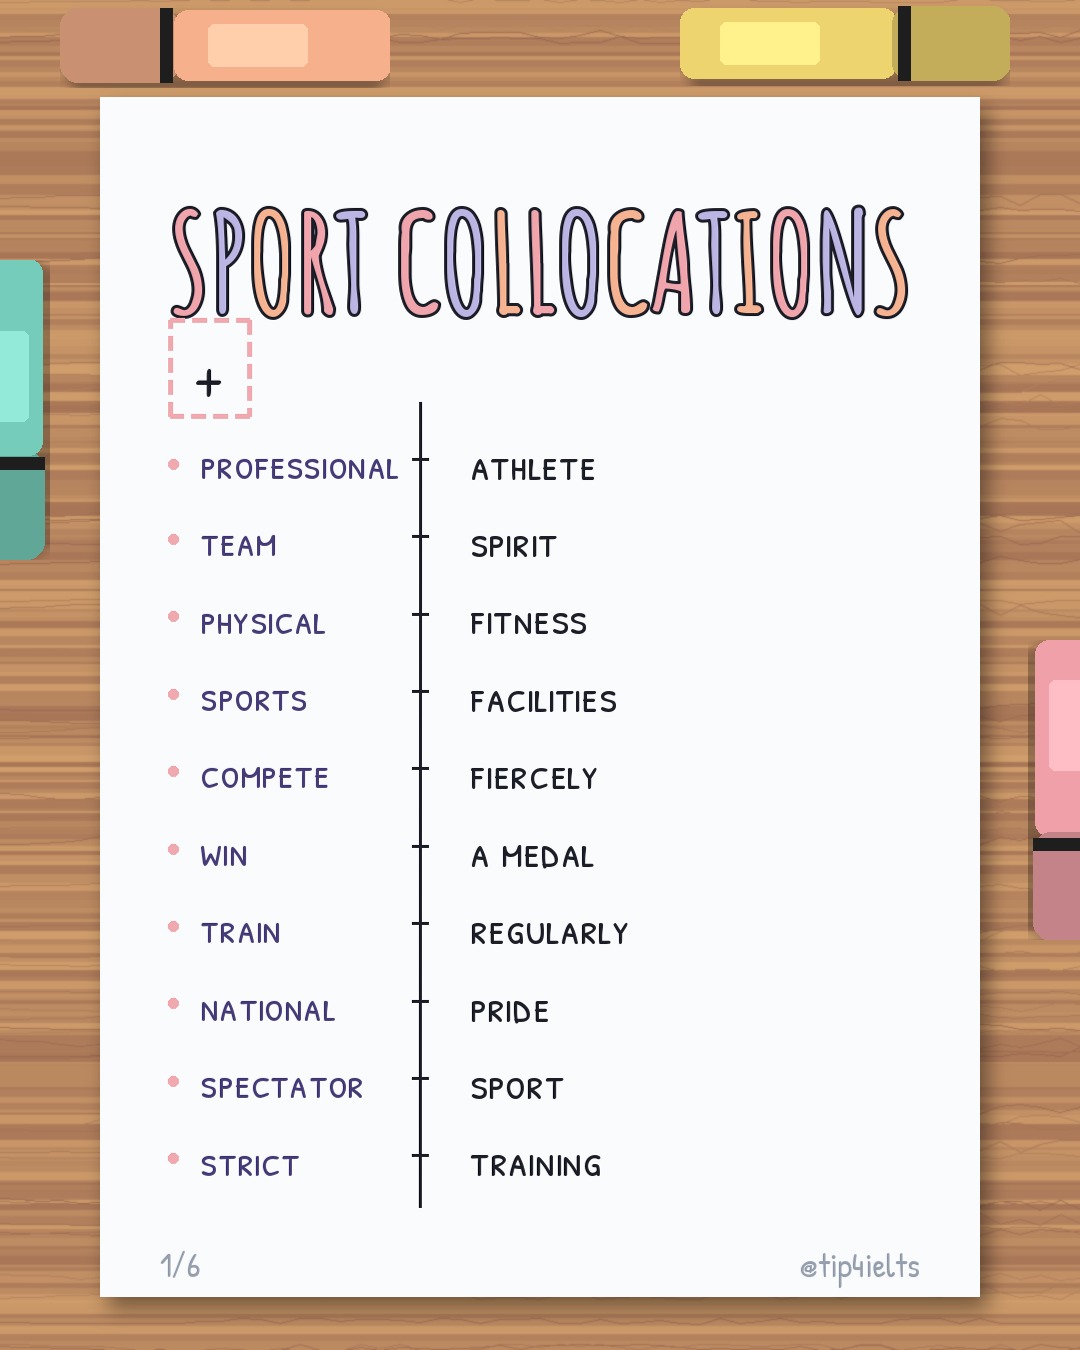 SPORT COLLOCATIONS
+
PROFESSIONAL ATHLETE
TEAM SPIRIT
PHYSICAL FITNESS
SPORTS FACILITIES
COMPETE FIERCELY
WIN A MEDAL
TRAIN REGULARLY
NATIONAL PRIDE
SPECTATOR SPORT
STRICT TRAINING
1/6 @tip4ielts